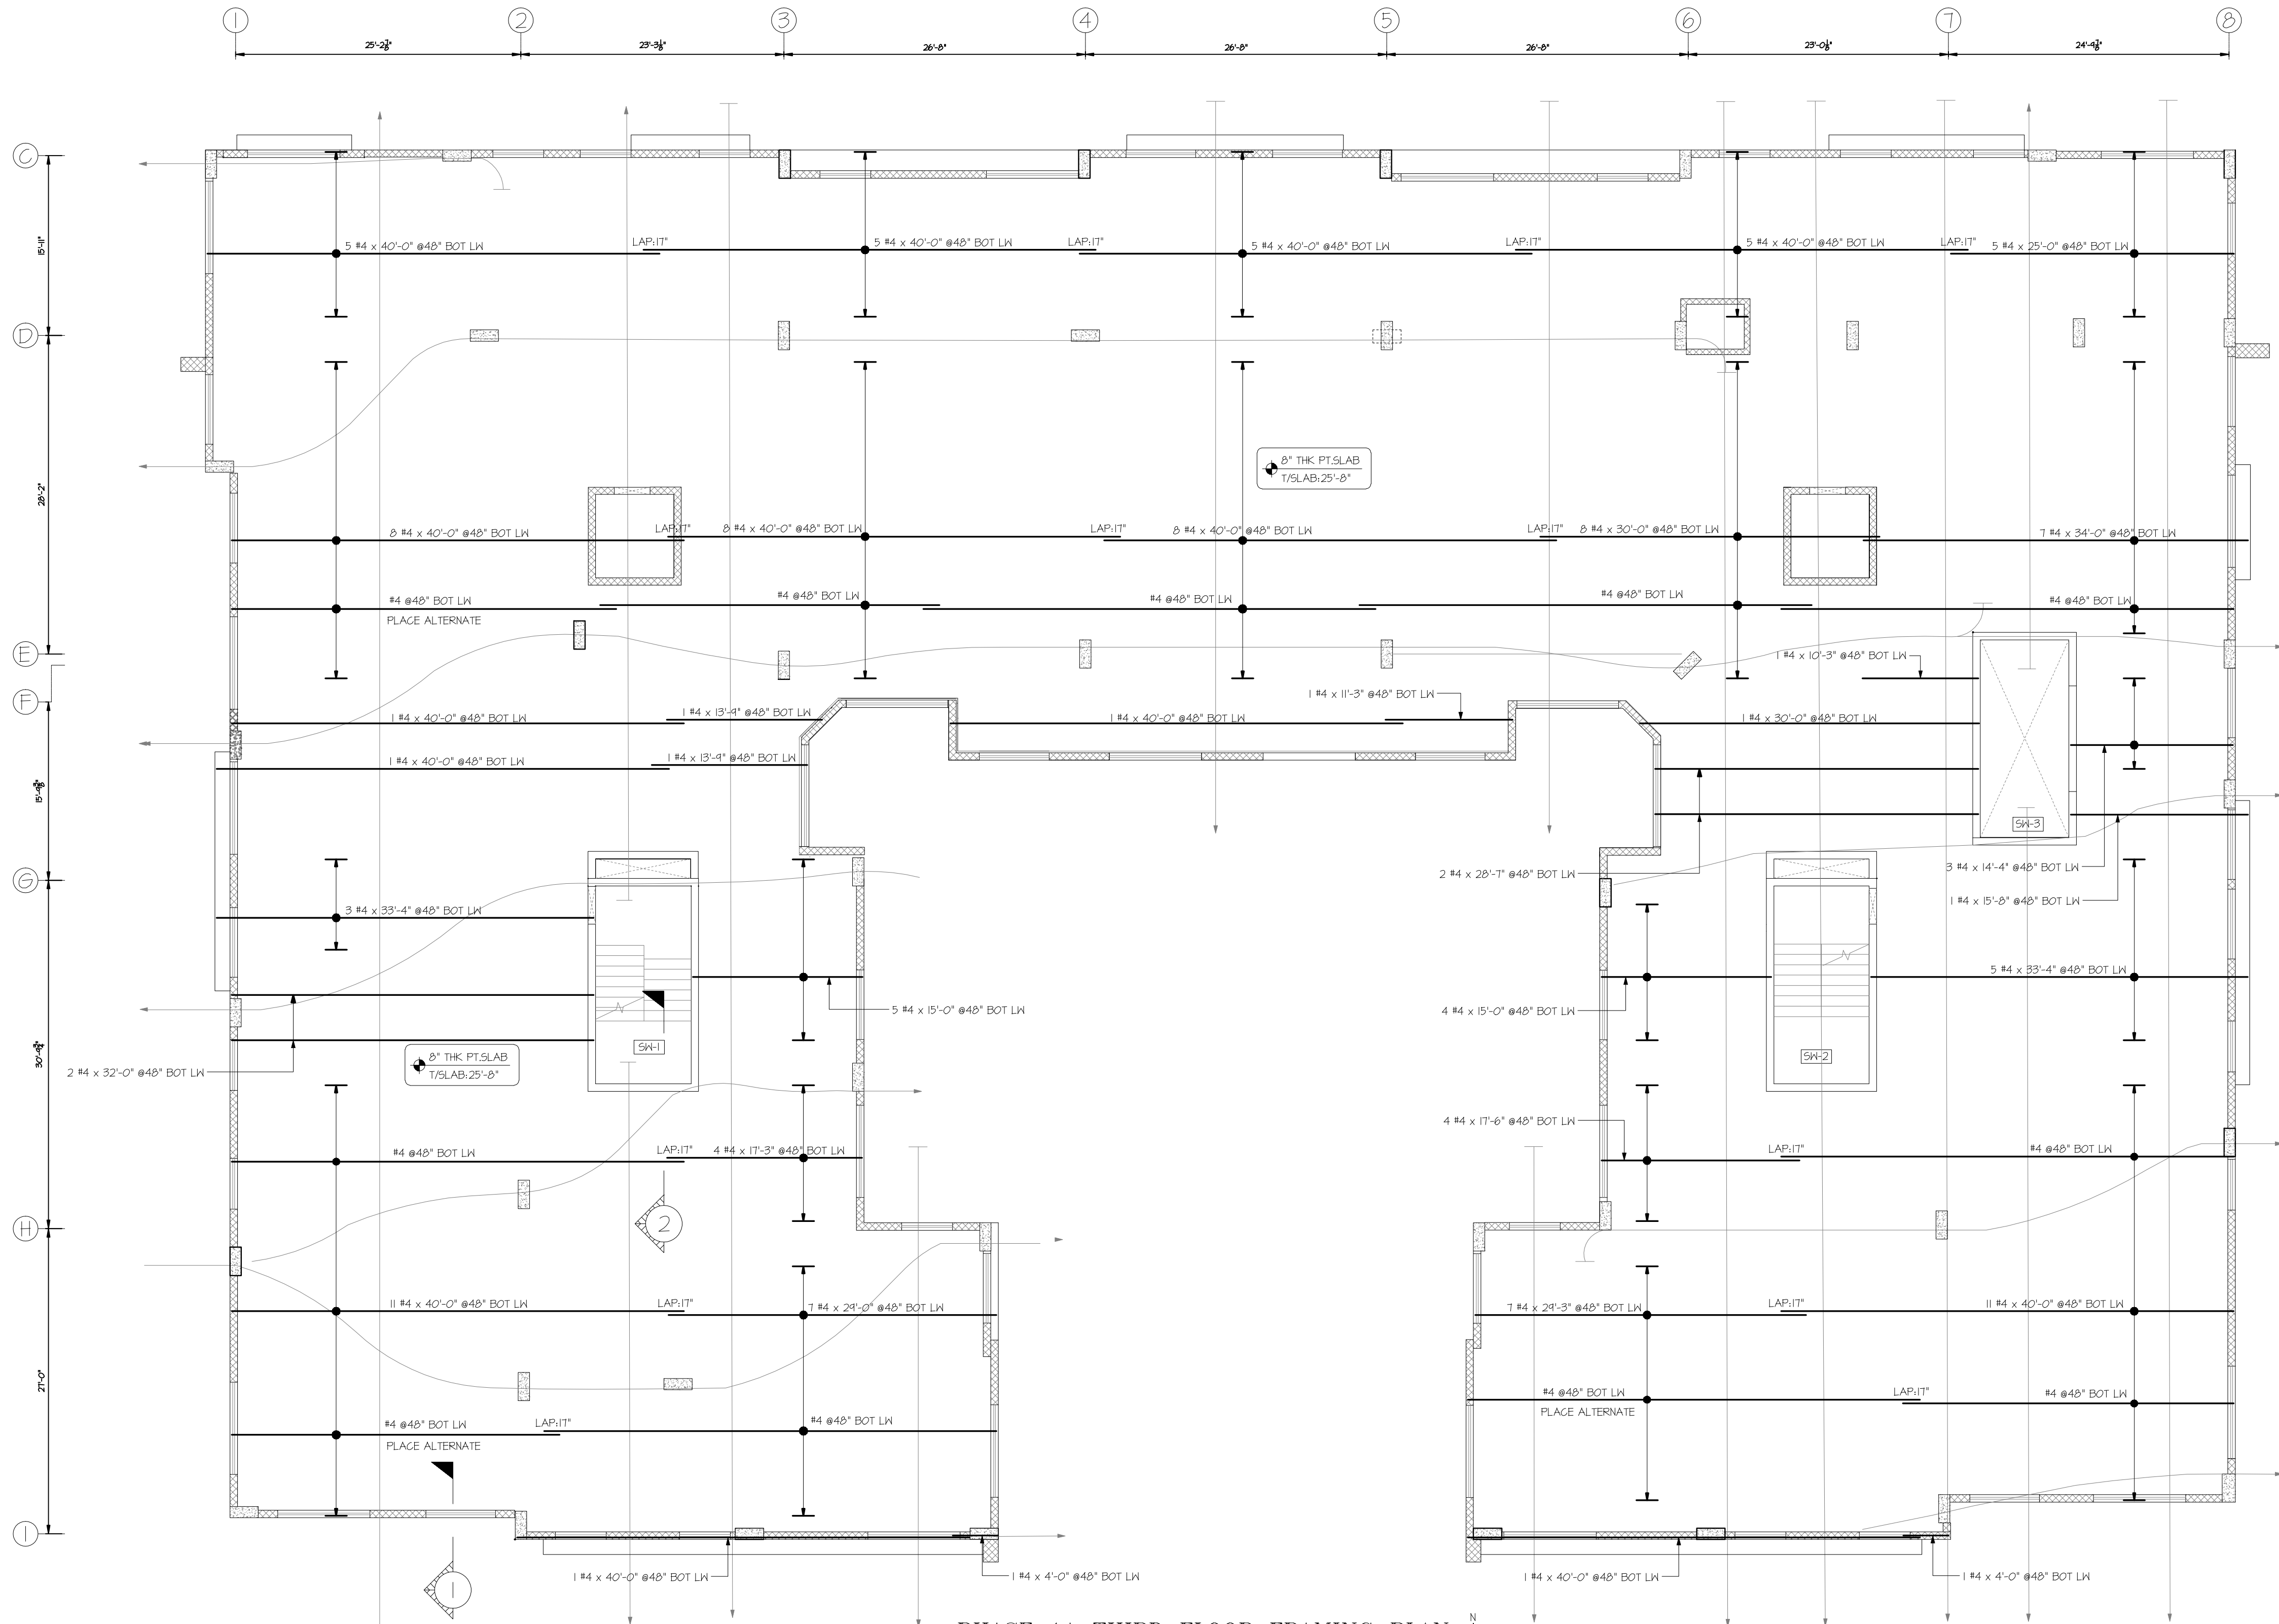 1 2 3 4 5 6 7 8
25'-2⅞" 23'-3⅛" 26'-8" 26'-8" 26'-8" 23'-0⅛" 24'-9⅞"
C
15'-11"
5 #4 x 40'-0" @48" BOT LW
LAP:17"
5 #4 x 40'-0" @48" BOT LW
LAP:17"
5 #4 x 40'-0" @48" BOT LW
LAP:17"
5 #4 x 40'-0" @48" BOT LW
LAP:17"
5 #4 x 25'-0" @48" BOT LW
D
28'-2"
8" THK PT.SLAB
T/SLAB:25'-8"
8 #4 x 40'-0" @48" BOT LW
LAP:17"
8 #4 x 40'-0" @48" BOT LW
LAP:17"
8 #4 x 40'-0" @48" BOT LW
LAP:17"
8 #4 x 30'-0" @48" BOT LW
7 #4 x 34'-0" @48" BOT LW
#4 @48" BOT LW
PLACE ALTERNATE
#4 @48" BOT LW
#4 @48" BOT LW
#4 @48" BOT LW
#4 @48" BOT LW
E
1 #4 x 10'-3" @48" BOT LW
F
1 #4 x 11'-3" @48" BOT LW
1 #4 x 40'-0" @48" BOT LW
1 #4 x 13'-9" @48" BOT LW
1 #4 x 40'-0" @48" BOT LW
1 #4 x 30'-0" @48" BOT LW
1 #4 x 40'-0" @48" BOT LW
1 #4 x 13'-9" @48" BOT LW
SW-3
G
2 #4 x 28'-7" @48" BOT LW
3 #4 x 14'-4" @48" BOT LW
1 #4 x 15'-8" @48" BOT LW
3 #4 x 33'-4" @48" BOT LW
5 #4 x 33'-4" @48" BOT LW
5 #4 x 15'-0" @48" BOT LW
4 #4 x 15'-0" @48" BOT LW
SW-1
SW-2
8" THK PT.SLAB
T/SLAB:25'-8"
2 #4 x 32'-0" @48" BOT LW
4 #4 x 17'-6" @48" BOT LW
#4 @48" BOT LW
LAP:17"
4 #4 x 17'-3" @48" BOT LW
LAP:17"
#4 @48" BOT LW
2
H
27'-0"
11 #4 x 40'-0" @48" BOT LW
LAP:17"
7 #4 x 29'-0" @48" BOT LW
7 #4 x 29'-3" @48" BOT LW
LAP:17"
11 #4 x 40'-0" @48" BOT LW
#4 @48" BOT LW
PLACE ALTERNATE
LAP:17"
#4 @48" BOT LW
#4 @48" BOT LW
PLACE ALTERNATE
LAP:17"
#4 @48" BOT LW
I
1 #4 x 40'-0" @48" BOT LW
1 #4 x 4'-0" @48" BOT LW
1 #4 x 40'-0" @48" BOT LW
1 #4 x 4'-0" @48" BOT LW
1
N